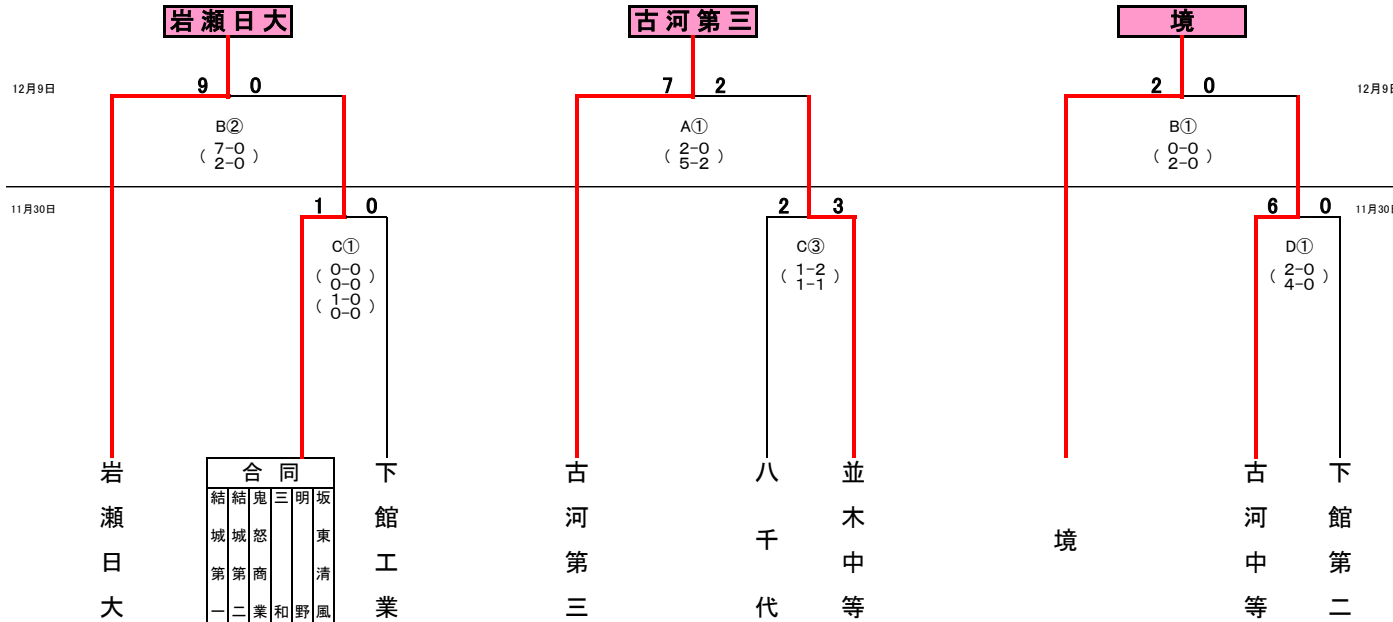 岩瀬日大
古河第三
境
12月9日
9 0
7 2
2 0
12月9日
B②
( 7-0 )
2-0
A①
( 2-0 )
5-2
B①
( 0-0 )
2-0
11月30日
1 0
2 3
6 0
11月30日
C①
( 0-0 )
0-0
( 1-0 )
0-0
C③
( 1-2 )
1-1
D①
( 2-0 )
4-0
岩瀬日大
合同
結城第一
結城第二
鬼怒商業
三和
明野
坂東清風
下館工業
古河第三
八千代
並木中等
境
古河中等
下館第二